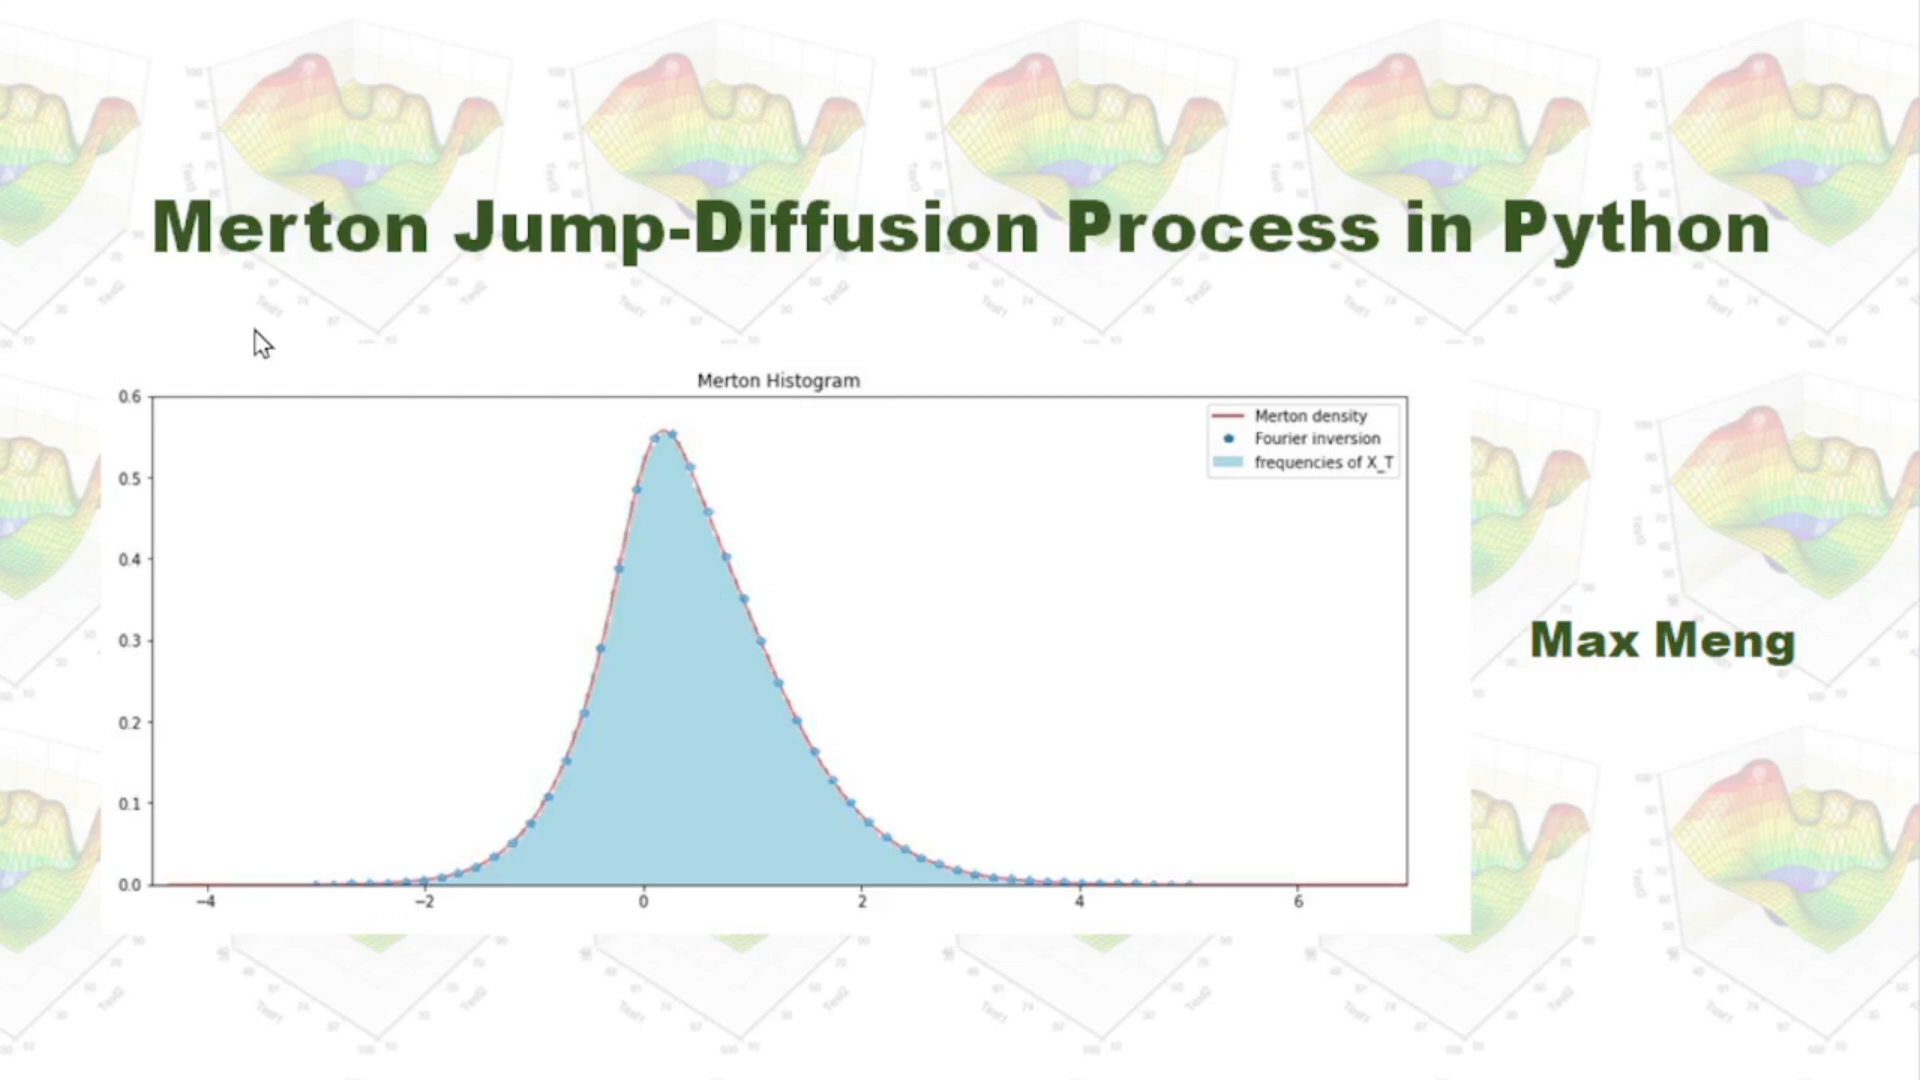 Merton Jump-Diffusion Process in Python
Merton Histogram
Merton density
Fourier inversion
frequencies of X_T
0.6
0.5
0.4
0.3
0.2
0.1
0.0
−4
−2
0
2
4
6
Max Meng